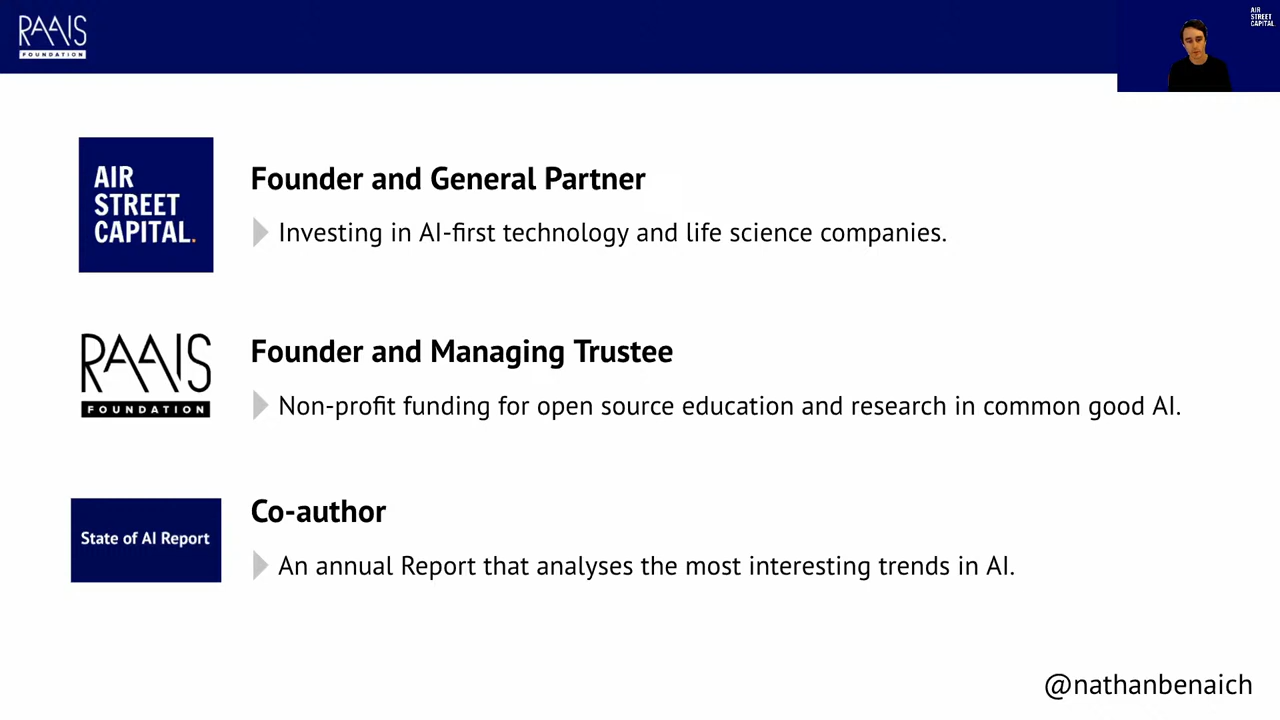 RAAIS
FOUNDATION
AIR
STREET
CAPITAL.
AIR
STREET
CAPITAL.
Founder and General Partner
Investing in AI-first technology and life science companies.
RAAIS
FOUNDATION
Founder and Managing Trustee
Non-profit funding for open source education and research in common good AI.
State of AI Report
Co-author
An annual Report that analyses the most interesting trends in AI.
@nathanbenaich